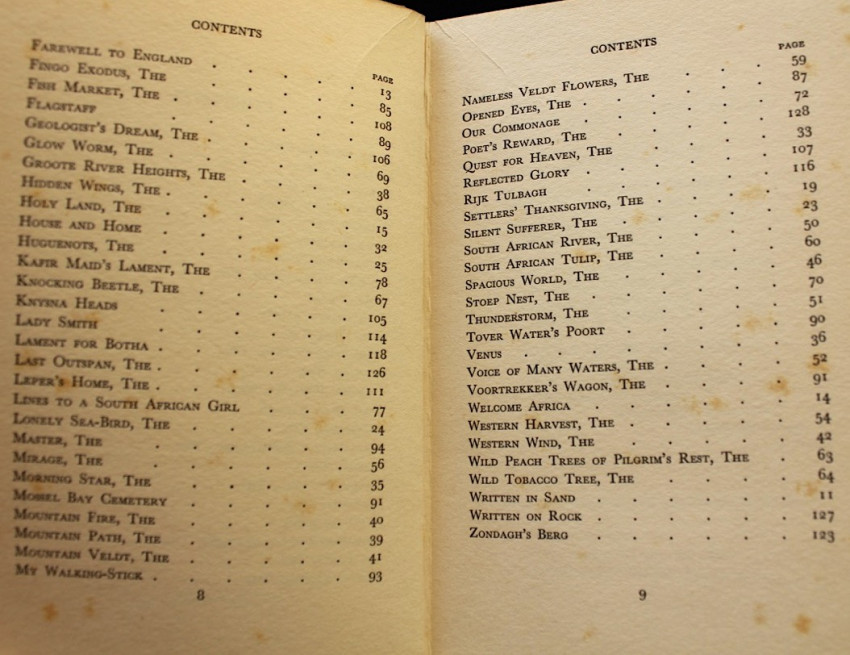 CONTENTS
PAGE
Farewell to England . . . . . 13
Fingo Exodus, The . . . . . 85
Fish Market, The . . . . . 108
Flagstaff . . . . . 89
Geologist's Dream, The . . . . . 106
Glow Worm, The . . . . . 69
Groote River Heights, The . . . . 38
Hidden Wings, The . . . . . 65
Holy Land, The . . . . . 15
House and Home . . . . . 32
Huguenots, The . . . . . 25
Kafir Maid's Lament, The . . . . 78
Knocking Beetle, The . . . . . 67
Knysna Heads . . . . . 105
Lady Smith . . . . . 114
Lament for Botha . . . . . 118
Last Outspan, The . . . . . 126
Leper's Home, The . . . . . 111
Lines to a South African Girl . . . 77
Lonely Sea-Bird, The . . . . . 24
Master, The . . . . . 94
Mirage, The . . . . . 56
Morning Star, The . . . . . 35
Mossel Bay Cemetery . . . . . 91
Mountain Fire, The . . . . . 40
Mountain Path, The . . . . . 39
Mountain Veldt, The . . . . . 41
My Walking-Stick . . . . . . 93
8
CONTENTS
PAGE
Nameless Veldt Flowers, The . . . 59
Opened Eyes, The . . . . . . 87
Our Commonage . . . . . 72
Poet's Reward, The . . . . . 128
Quest for Heaven, The . . . . . 33
Reflected Glory . . . . . . 107
Rijk Tulbagh . . . . . 116
Settlers' Thanksgiving, The . . . . 19
Silent Sufferer, The . . . . . 23
South African River, The . . . . 50
South African Tulip, The . . . . 60
Spacious World, The . . . . . 46
Stoep Nest, The . . . . . . 70
Thunderstorm, The . . . . . 51
Tover Water's Poort . . . . . 90
Venus . . . . . . . . 36
Voice of Many Waters, The . . . . 52
Voortrekker's Wagon, The . . . . 91
Welcome Africa . . . . . 14
Western Harvest, The . . . . . 54
Western Wind, The . . . . . 42
Wild Peach Trees of Pilgrim's Rest, The . 63
Wild Tobacco Tree, The . . . . 64
Written in Sand . . . . . 11
Written on Rock . . . . . . 127
Zondagh's Berg . . . . . 123
9